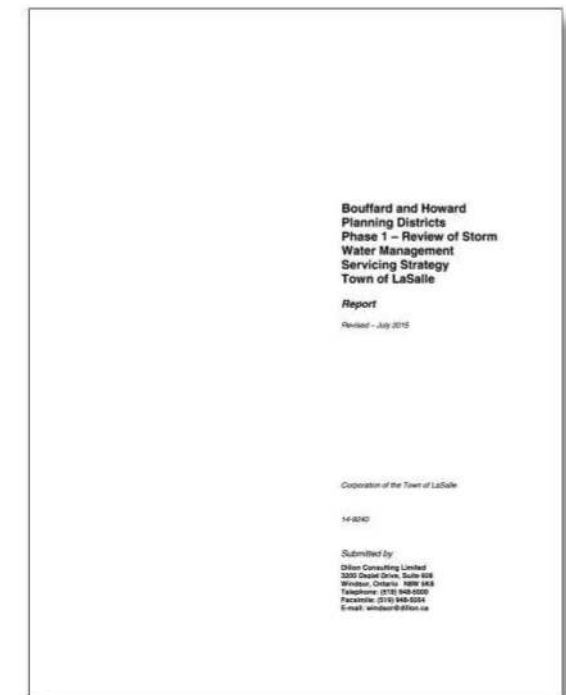 Bouffard and Howard
Planning Districts
Phase 1 – Review of Storm
Water Management
Servicing Strategy
Town of LaSalle
Report
Revised – July 2015
Corporation of the Town of LaSalle
14-9240
Submitted by
Dillon Consulting Limited
3200 Deziel Drive, Suite 608
Windsor, Ontario N8W 5K8
Telephone: (519) 948-5000
Facsimile: (519) 948-5054
E-mail: windsor@dillon.ca